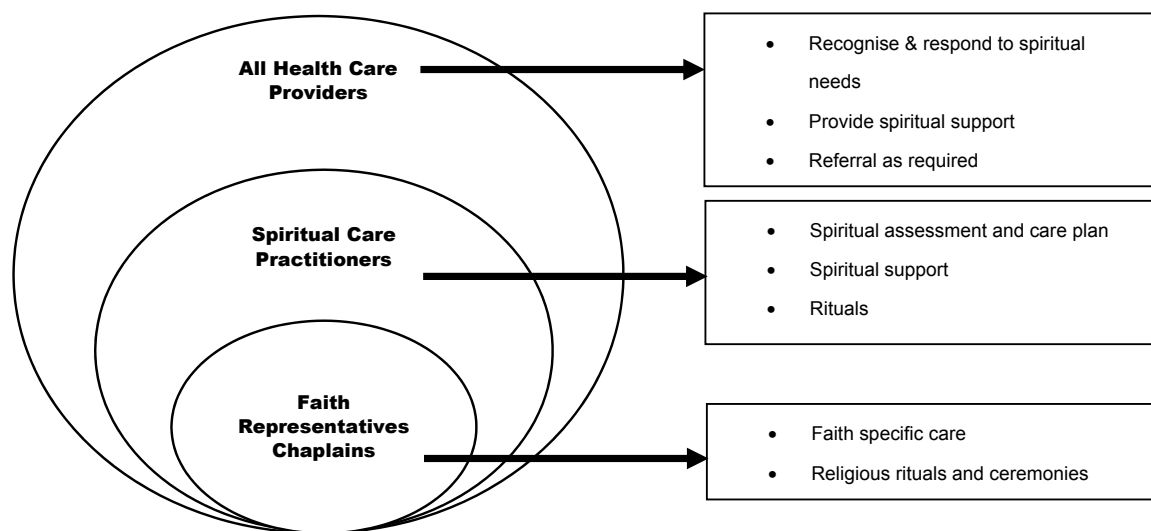 All Health Care
Providers
• Recognise & respond to spiritual
needs
• Provide spiritual support
• Referral as required
Spiritual Care
Practitioners
• Spiritual assessment and care plan
• Spiritual support
• Rituals
Faith
Representatives
Chaplains
• Faith specific care
• Religious rituals and ceremonies